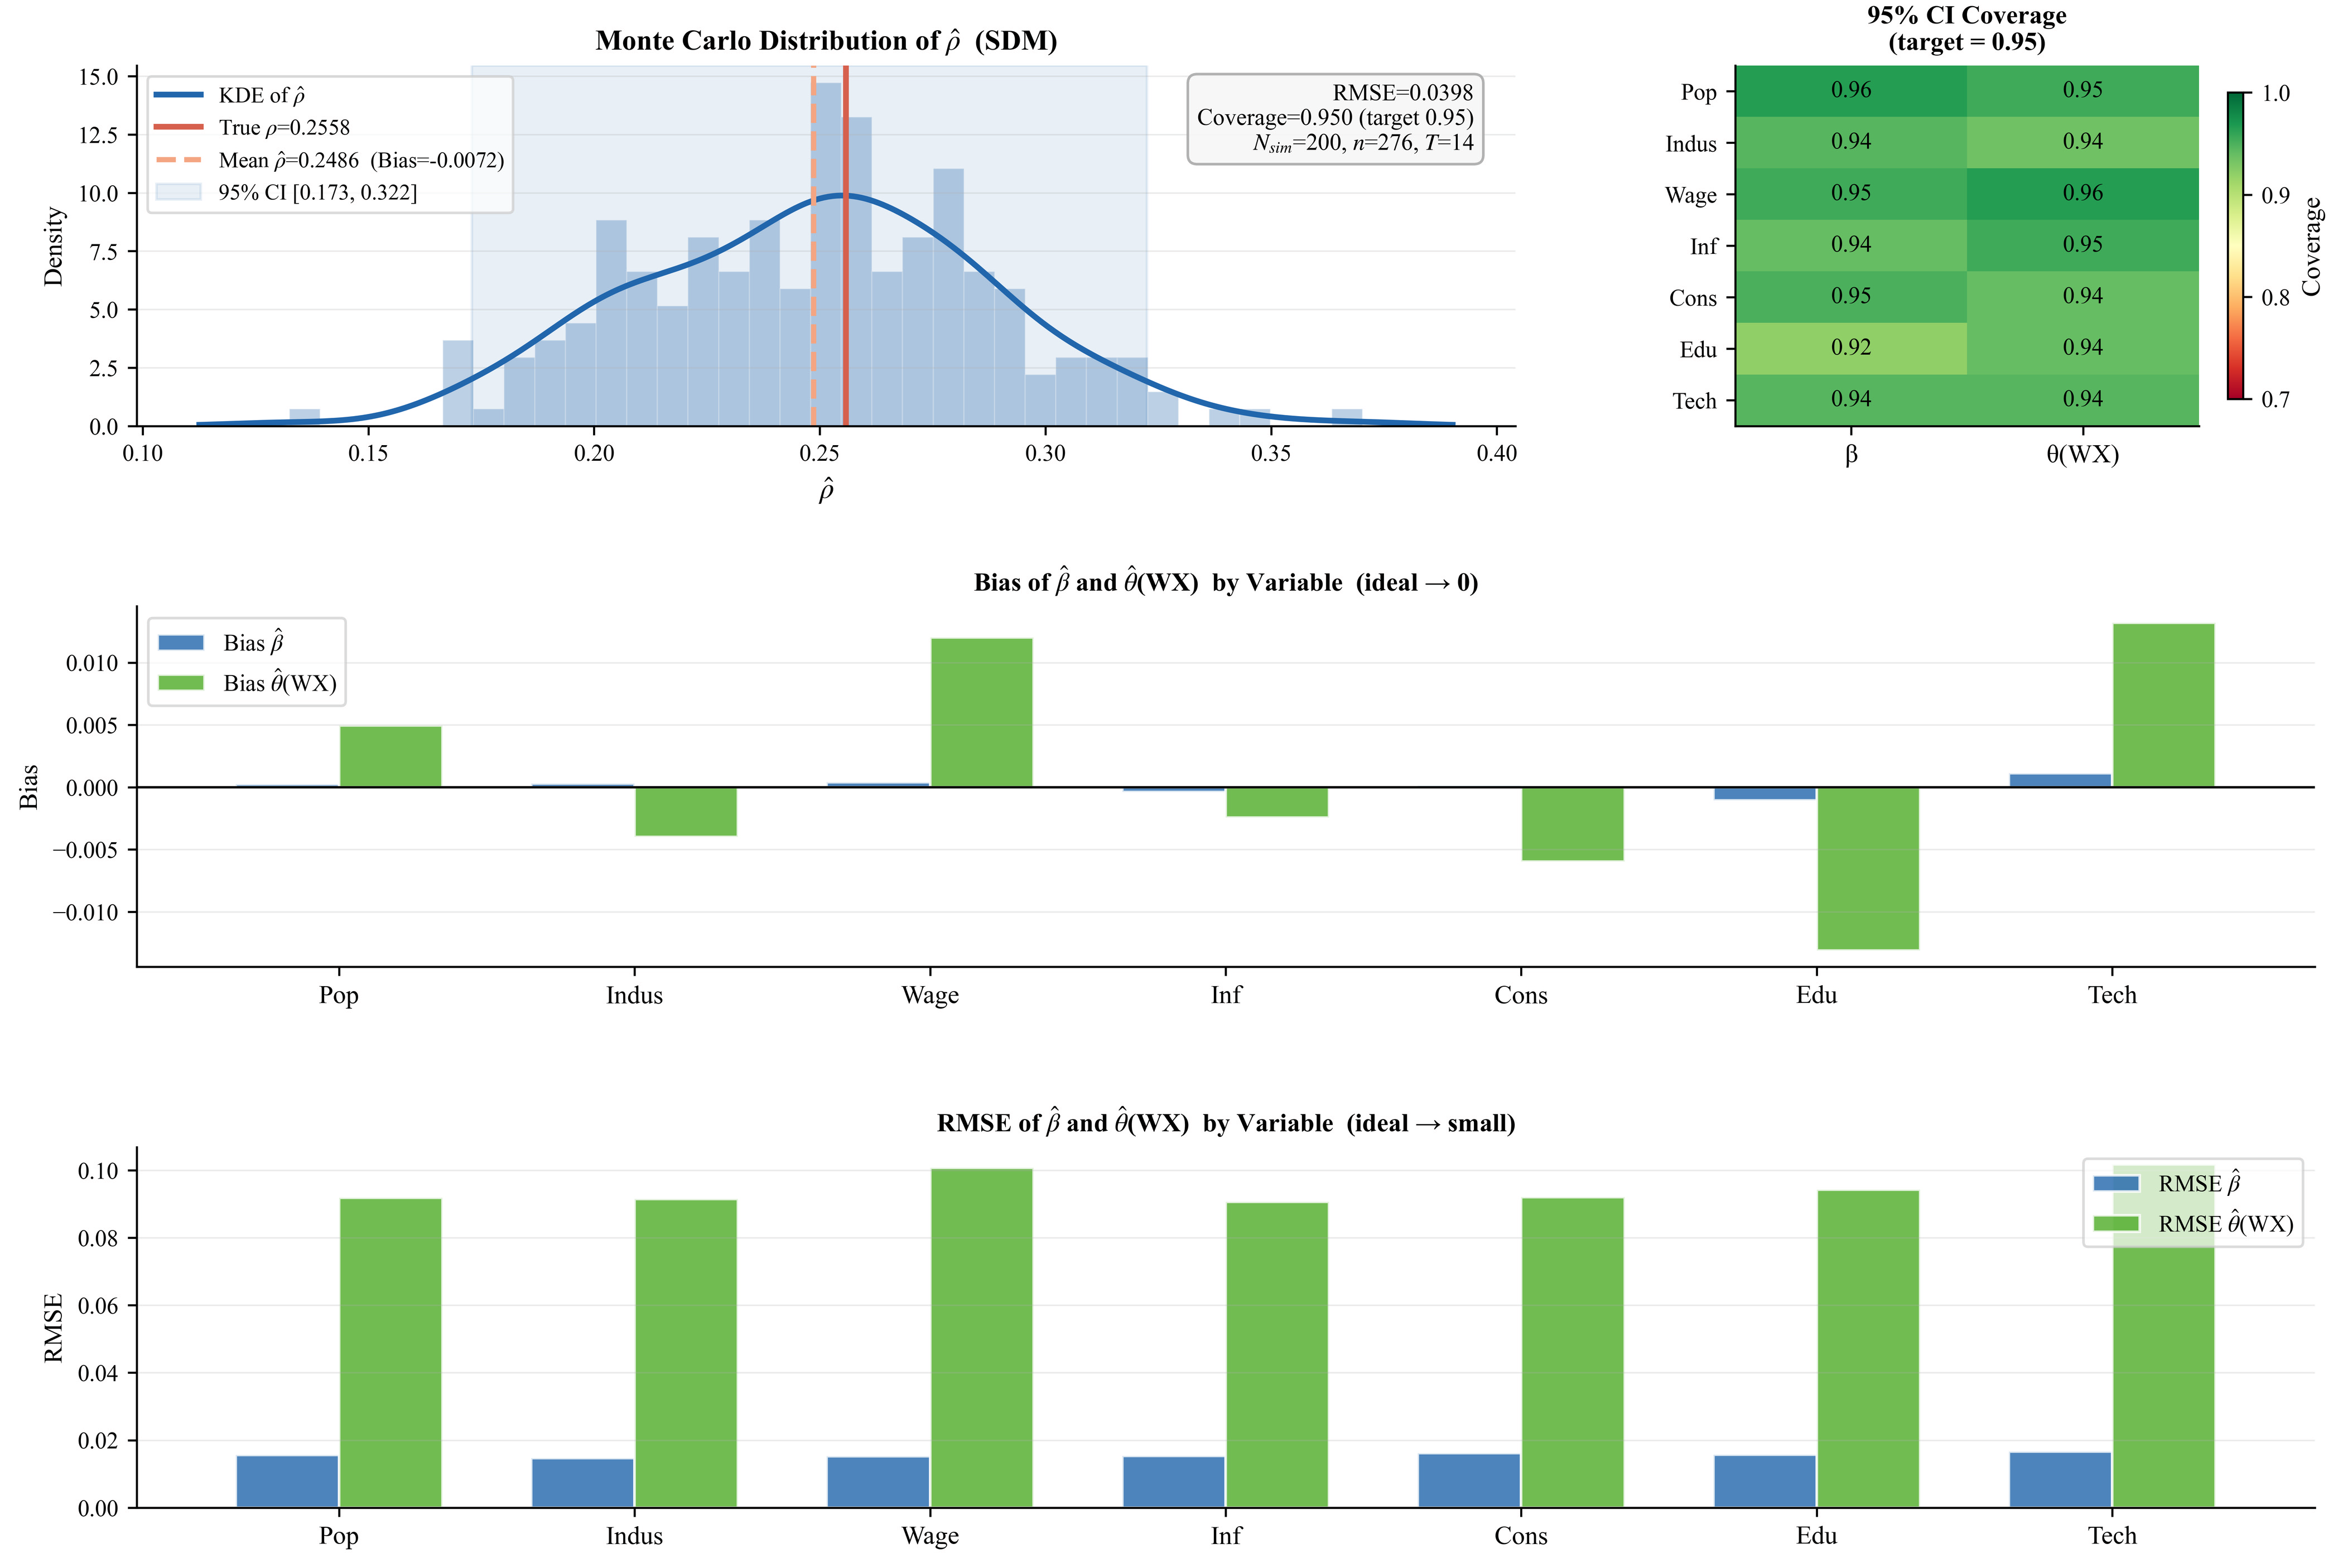 Monte Carlo Distribution of ρ̂ (SDM)
15.0
12.5
10.0
7.5
5.0
2.5
0.0
Density
KDE of ρ̂
True ρ=0.2558
Mean ρ̂=0.2486 (Bias=-0.0072)
95% CI [0.173, 0.322]
RMSE=0.0398
Coverage=0.950 (target 0.95)
N_sim=200, n=276, T=14
0.10 0.15 0.20 0.25 0.30 0.35 0.40
ρ̂
95% CI Coverage
(target = 0.95)
Pop 0.96 0.95
Indus 0.94 0.94
Wage 0.95 0.96
Inf 0.94 0.95
Cons 0.95 0.94
Edu 0.92 0.94
Tech 0.94 0.94
β θ(WX)
1.0
0.9
0.8
0.7
Coverage
Bias of β̂ and θ̂(WX) by Variable (ideal → 0)
Bias β̂
Bias θ̂(WX)
0.010
0.005
0.000
−0.005
−0.010
Bias
Pop Indus Wage Inf Cons Edu Tech
RMSE of β̂ and θ̂(WX) by Variable (ideal → small)
RMSE β̂
RMSE θ̂(WX)
0.10
0.08
0.06
0.04
0.02
0.00
RMSE
Pop Indus Wage Inf Cons Edu Tech